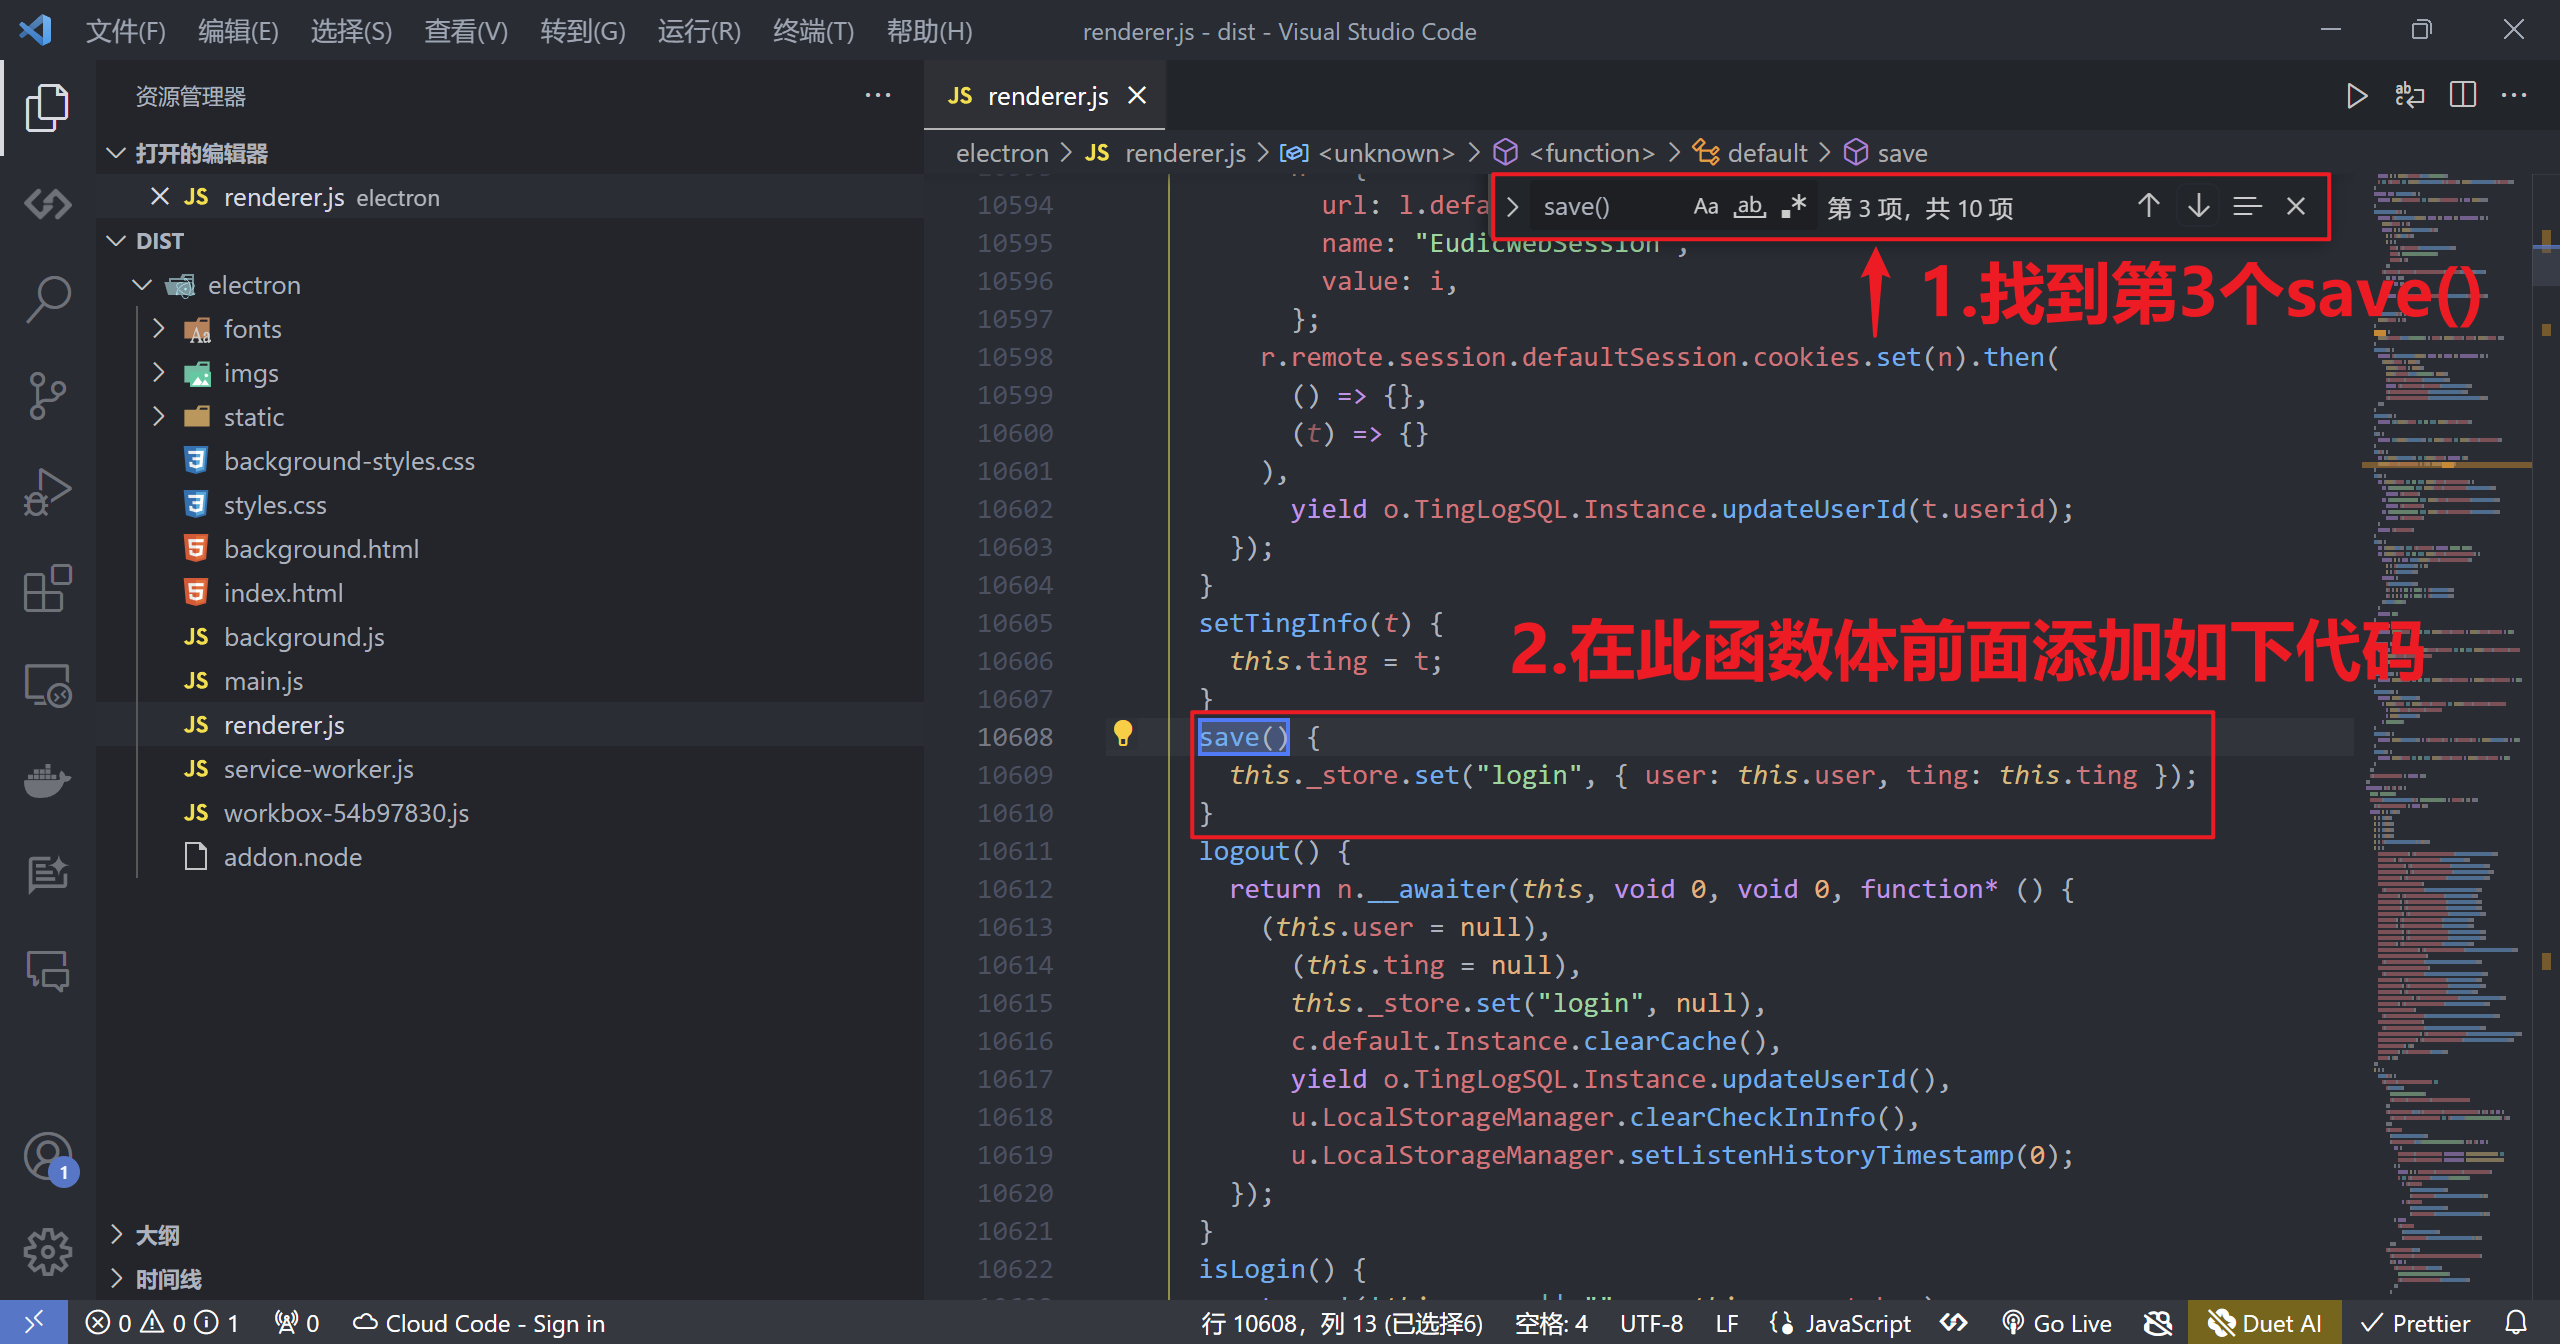 文件(F) 编辑(E) 选择(S) 查看(V) 转到(G) 运行(R) 终端(T) 帮助(H)
renderer.js - dist - Visual Studio Code
资源管理器
打开的编辑器
JS renderer.js electron
DIST
electron
fonts
imgs
static
background-styles.css
styles.css
background.html
index.html
JS background.js
JS main.js
JS renderer.js
JS service-worker.js
JS workbox-54b97830.js
addon.node
大纲
时间线
JS renderer.js
electron > JS renderer.js > <unknown> > <function> > default > save
save() Aa ab 第 3 项，共 10 项
1.找到第3个save()
2.在此函数体前面添加如下代码
10594 url: l.defa
10595 name: "EudicWebSession",
10596 value: i,
10597 };
10598 r.remote.session.defaultSession.cookies.set(n).then(
10599 () => {},
10600 (t) => {}
10601 ),
10602 yield o.TingLogSQL.Instance.updateUserId(t.userid);
10603 });
10604 }
10605 setTingInfo(t) {
10606 this.ting = t;
10607 }
10608 save() {
10609 this._store.set("login", { user: this.user, ting: this.ting });
10610 }
10611 logout() {
10612 return n.__awaiter(this, void 0, void 0, function* () {
10613 (this.user = null),
10614 (this.ting = null),
10615 this._store.set("login", null),
10616 c.default.Instance.clearCache(),
10617 yield o.TingLogSQL.Instance.updateUserId(),
10618 u.LocalStorageManager.clearCheckInInfo(),
10619 u.LocalStorageManager.setListenHistoryTimestamp(0);
10620 });
10621 }
10622 isLogin() {
1
0 0 1 0 Cloud Code - Sign in
行 10608，列 13 (已选择6) 空格: 4 UTF-8 LF JavaScript Go Live Duet AI Prettier